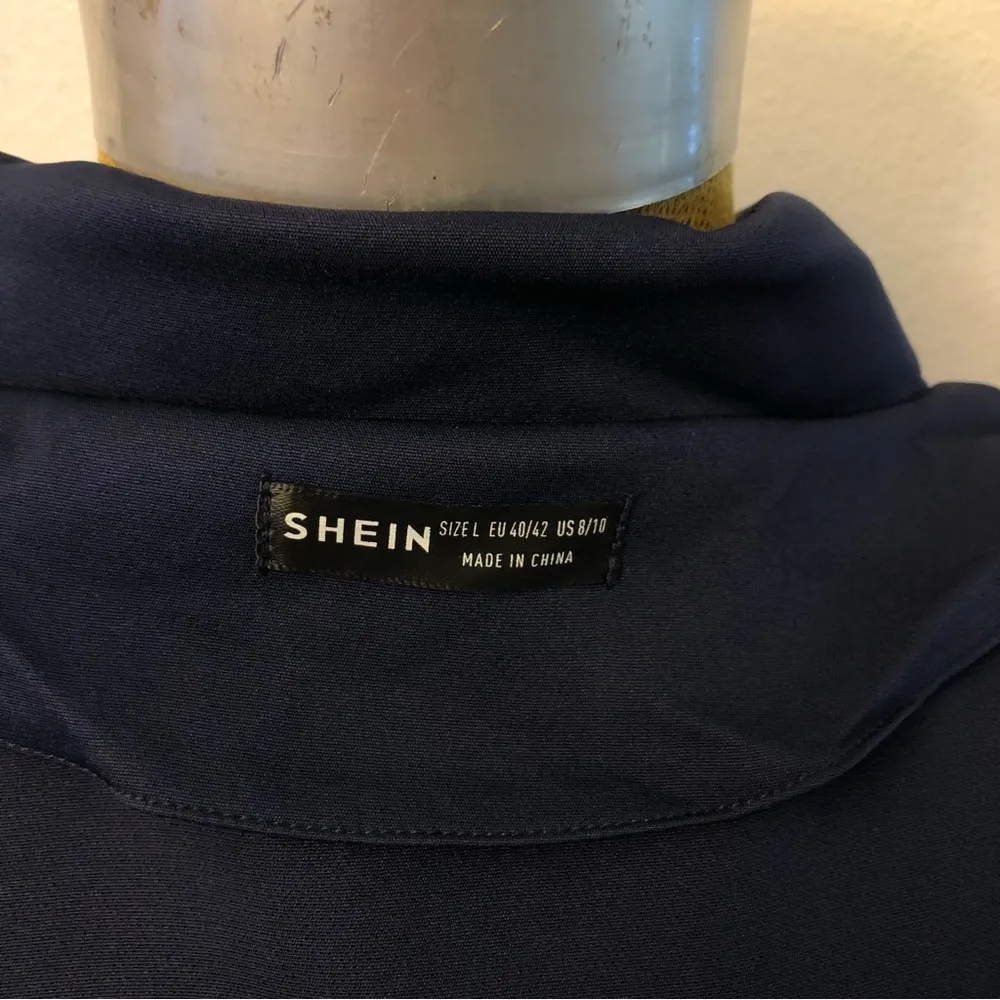 SHEIN SIZE L EU 40/42 US 8/10
MADE IN CHINA